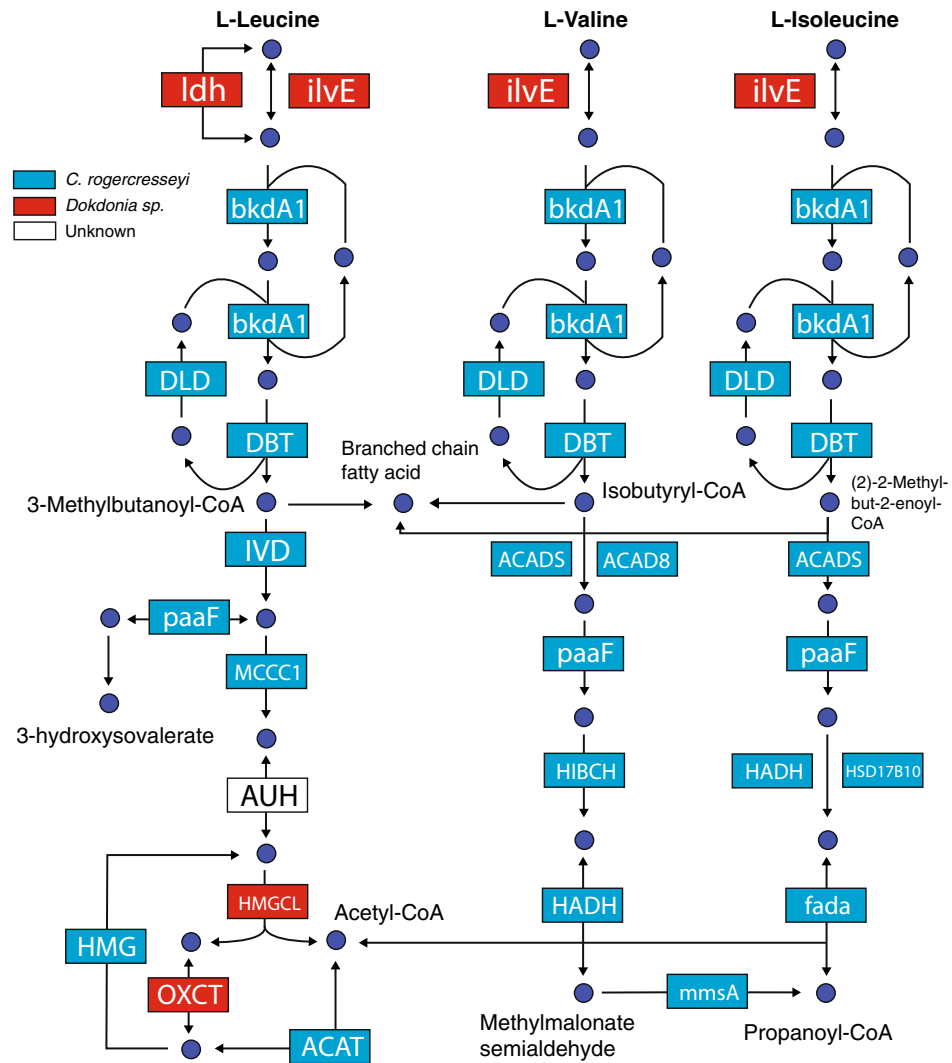 L-Leucine
L-Valine
L-Isoleucine
ldh
ilvE
ilvE
ilvE
C. rogercresseyi
Dokdonia sp.
Unknown
bkdA1
bkdA1
bkdA1
bkdA1
bkdA1
bkdA1
DLD
DLD
DLD
DBT
DBT
DBT
Branched chain
fatty acid
3-Methylbutanoyl-CoA
Isobutyryl-CoA
(2)-2-Methyl-
but-2-enoyl-
CoA
IVD
ACADS
ACAD8
ACADS
paaF
MCCC1
paaF
paaF
3-hydroxysovalerate
HIBCH
HADH
HSD17B10
AUH
HMGCL
Acetyl-CoA
HADH
fada
HMG
OXCT
mmsA
ACAT
Methylmalonate
semialdehyde
Propanoyl-CoA